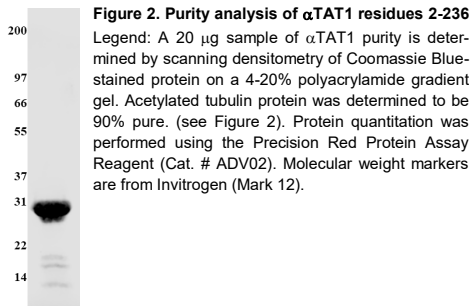 200
97
66
55
37
31
22
14
Figure 2. Purity analysis of αTAT1 residues 2-236
Legend: A 20 μg sample of αTAT1 purity is deter-
mined by scanning densitometry of Coomassie Blue-
stained protein on a 4-20% polyacrylamide gradient
gel. Acetylated tubulin protein was determined to be
90% pure. (see Figure 2). Protein quantitation was
performed using the Precision Red Protein Assay
Reagent (Cat. # ADV02). Molecular weight markers
are from Invitrogen (Mark 12).